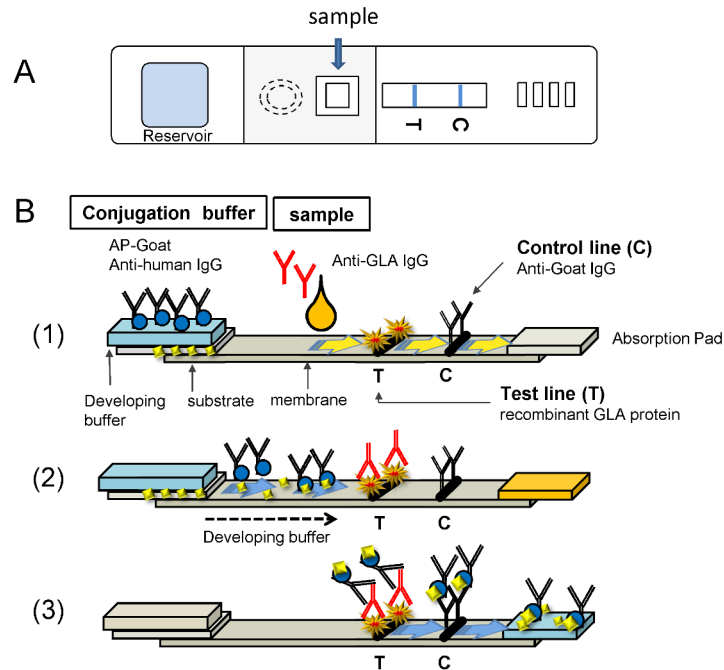 sample
A
Reservoir
T
C
B
Conjugation buffer
sample
AP-Goat
Anti-human IgG
Anti-GLA IgG
Control line (C)
Anti-Goat IgG
(1)
Absorption Pad
T
C
Developing
buffer
substrate
membrane
Test line (T)
recombinant GLA protein
(2)
Developing buffer
T
C
(3)
T
C